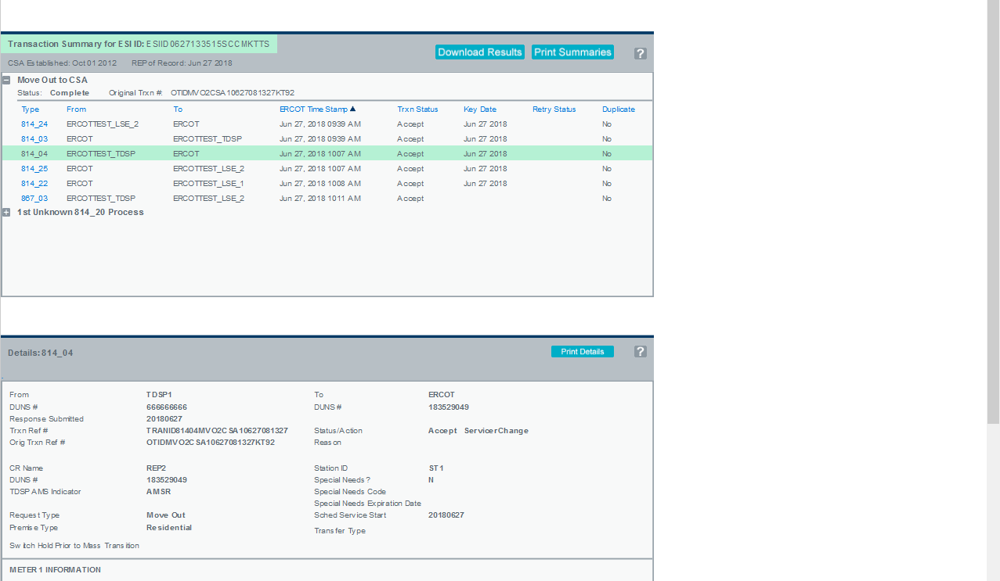 Transaction Summary for ESI ID: ESIID0627133515SCCMKTTS
Download Results Print Summaries ?
CSA Established: Oct 01 2012 REP of Record: Jun 27 2018
Move Out to CSA
Status: Complete Original Trxn #: OTIDMVO2CSA10627081327KT92
Type From To ERCOT Time Stamp Trxn Status Key Date Retry Status Duplicate
814_24 ERCOTTEST_LSE_2 ERCOT Jun 27, 2018 0939 AM Accept Jun 27 2018 No
814_03 ERCOT ERCOTTEST_TDSP Jun 27, 2018 0939 AM Accept Jun 27 2018 No
814_04 ERCOTTEST_TDSP ERCOT Jun 27, 2018 1007 AM Accept Jun 27 2018 No
814_25 ERCOT ERCOTTEST_LSE_2 Jun 27, 2018 1007 AM Accept Jun 27 2018 No
814_22 ERCOT ERCOTTEST_LSE_1 Jun 27, 2018 1008 AM Accept Jun 27 2018 No
867_03 ERCOTTEST_TDSP ERCOTTEST_LSE_2 Jun 27, 2018 1011 AM Accept No
1st Unknown 814_20 Process
Details: 814_04 Print Details ?
From TDSP1 To ERCOT
DUNS # 666666666 DUNS # 183529049
Response Submitted 20180627
Trxn Ref # TRANID81404MVO2CSA10627081327 Status/Action Accept Servicer Change
Orig Trxn Ref # OTIDMVO2CSA10627081327KT92 Reason
CR Name REP2 Station ID ST1
DUNS # 183529049 Special Needs? N
TDSP AMS Indicator AMSR Special Needs Code
Special Needs Expiration Date
Request Type Move Out Sched Service Start 20180627
Premise Type Residential Transfer Type
Switch Hold Prior to Mass Transition
METER 1 INFORMATION